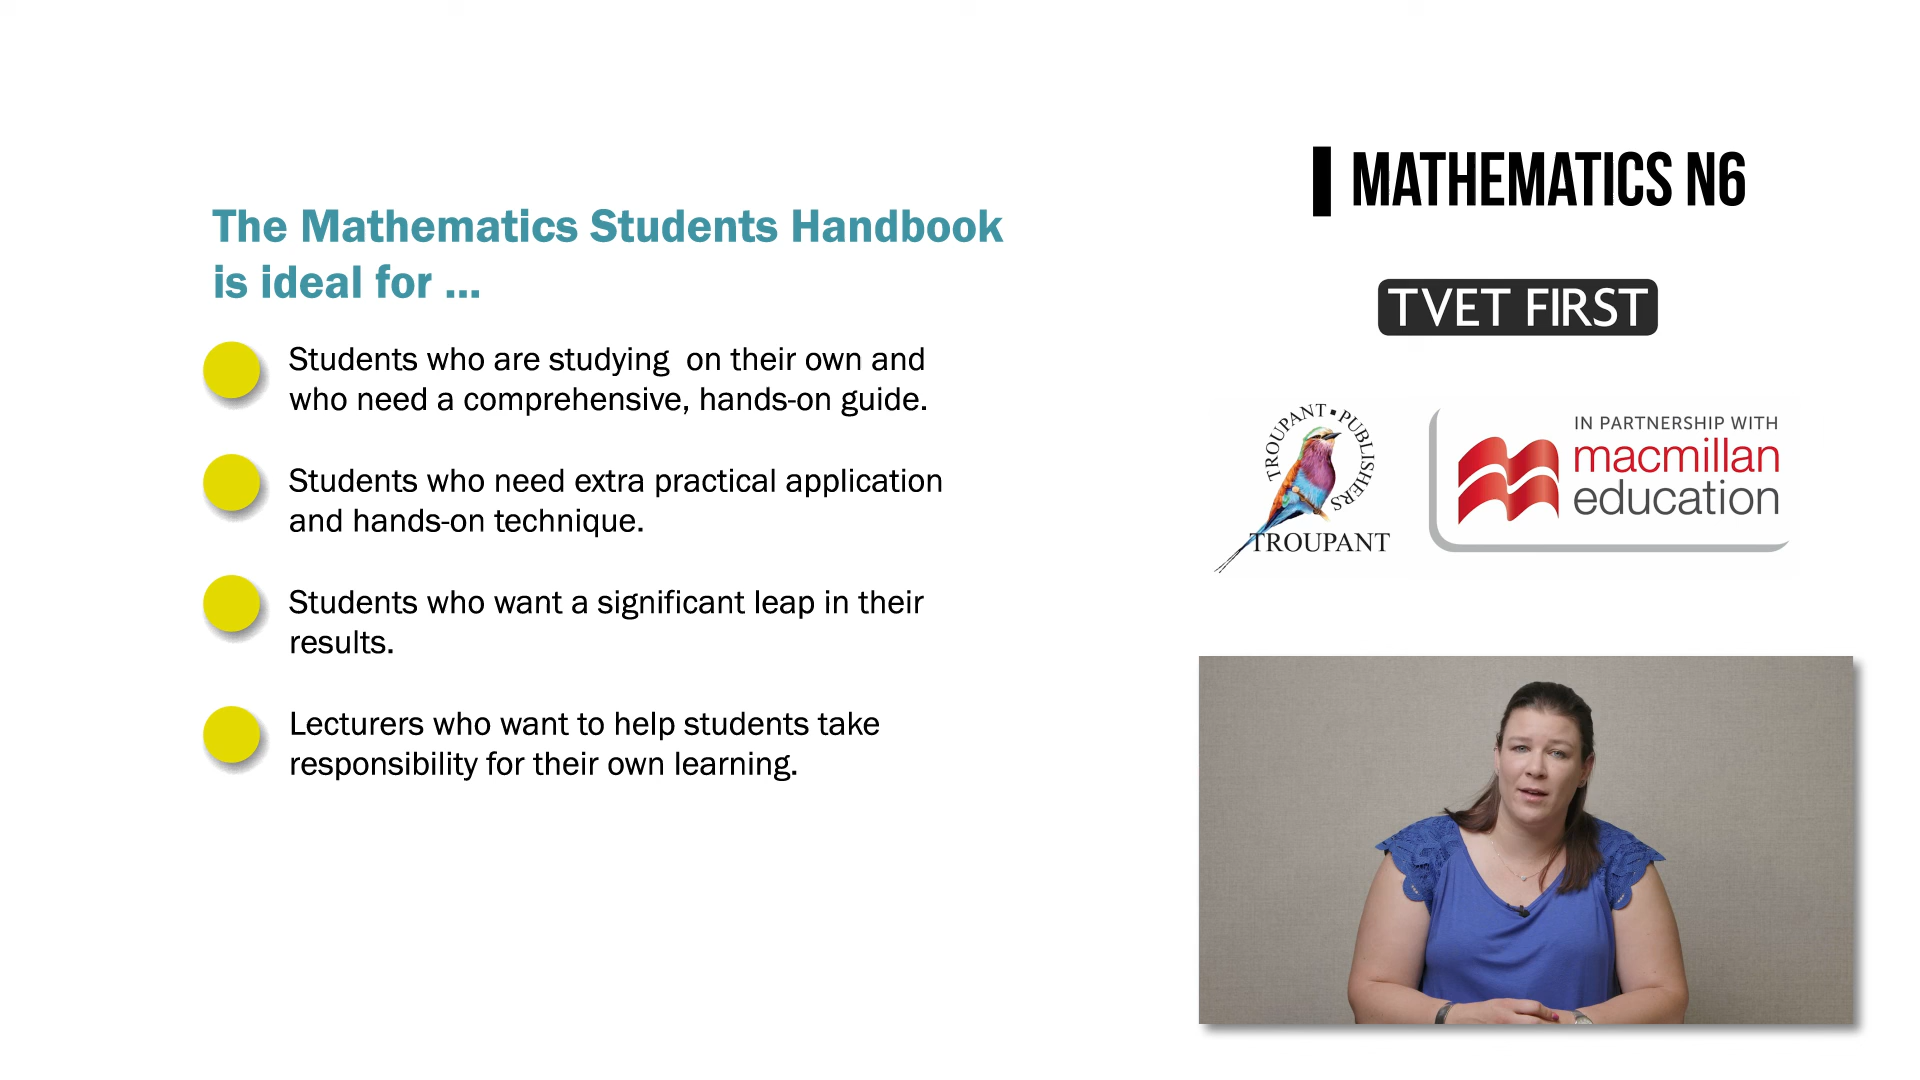 The Mathematics Students Handbook
is ideal for ...
Students who are studying  on their own and
who need a comprehensive, hands-on guide.
Students who need extra practical application
and hands-on technique.
Students who want a significant leap in their
results.
Lecturers who want to help students take
responsibility for their own learning.
MATHEMATICS N6
TVET FIRST
TROUPANT ▪ PUBLISHERS
TROUPANT
IN PARTNERSHIP WITH
macmillan
education